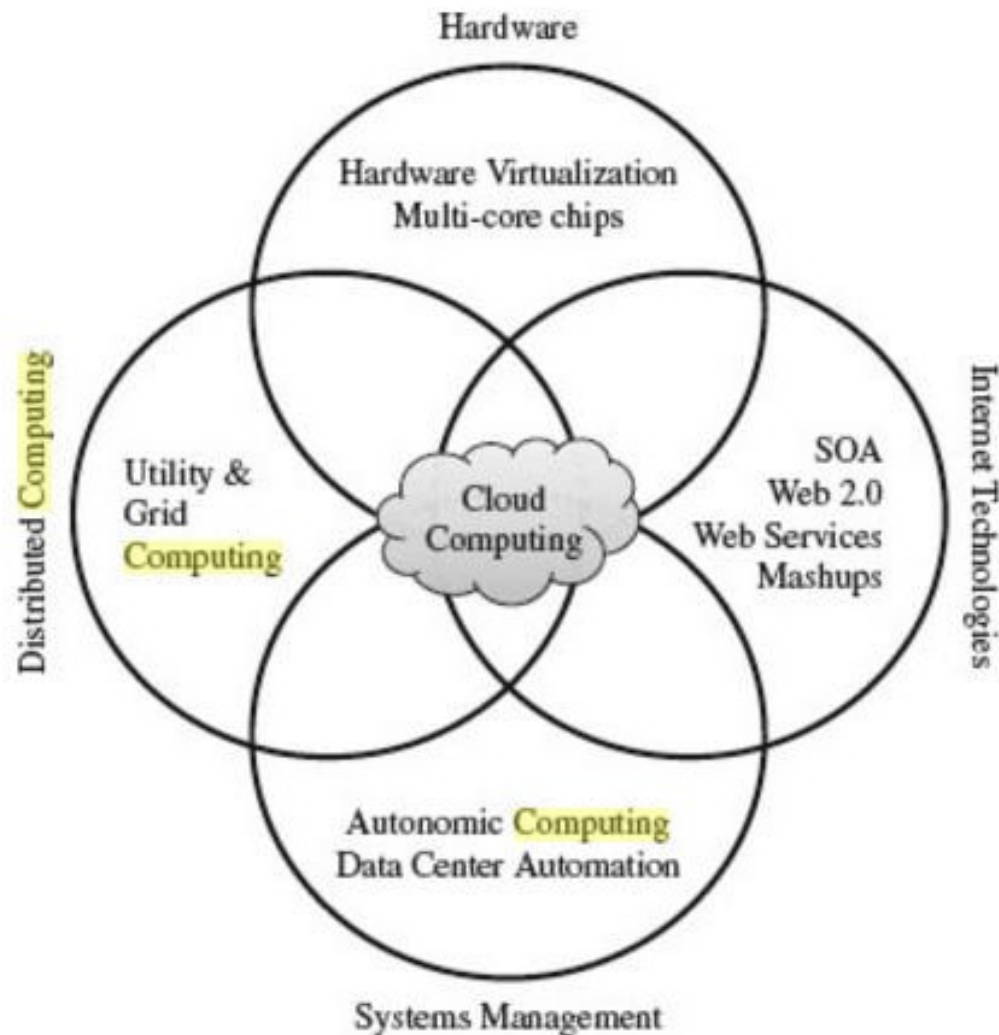 Hardware
Hardware Virtualization
Multi-core chips
Distributed Computing
Utility &
Grid
Computing
Cloud
Computing
SOA
Web 2.0
Web Services
Mashups
Internet Technologies
Autonomic Computing
Data Center Automation
Systems Management